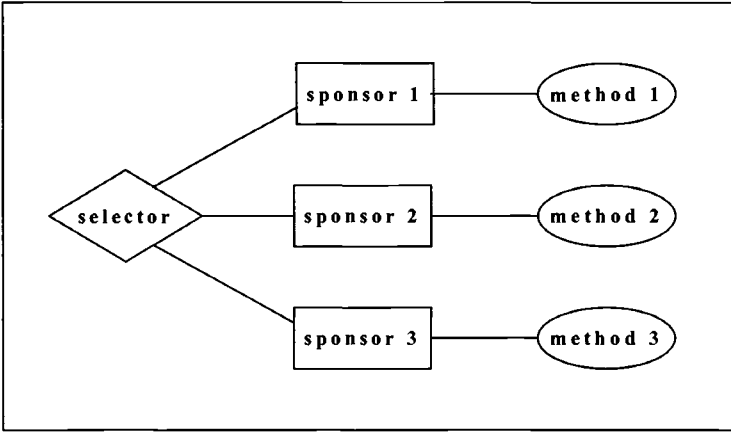 sponsor 1
method 1
selector
sponsor 2
method 2
sponsor 3
method 3